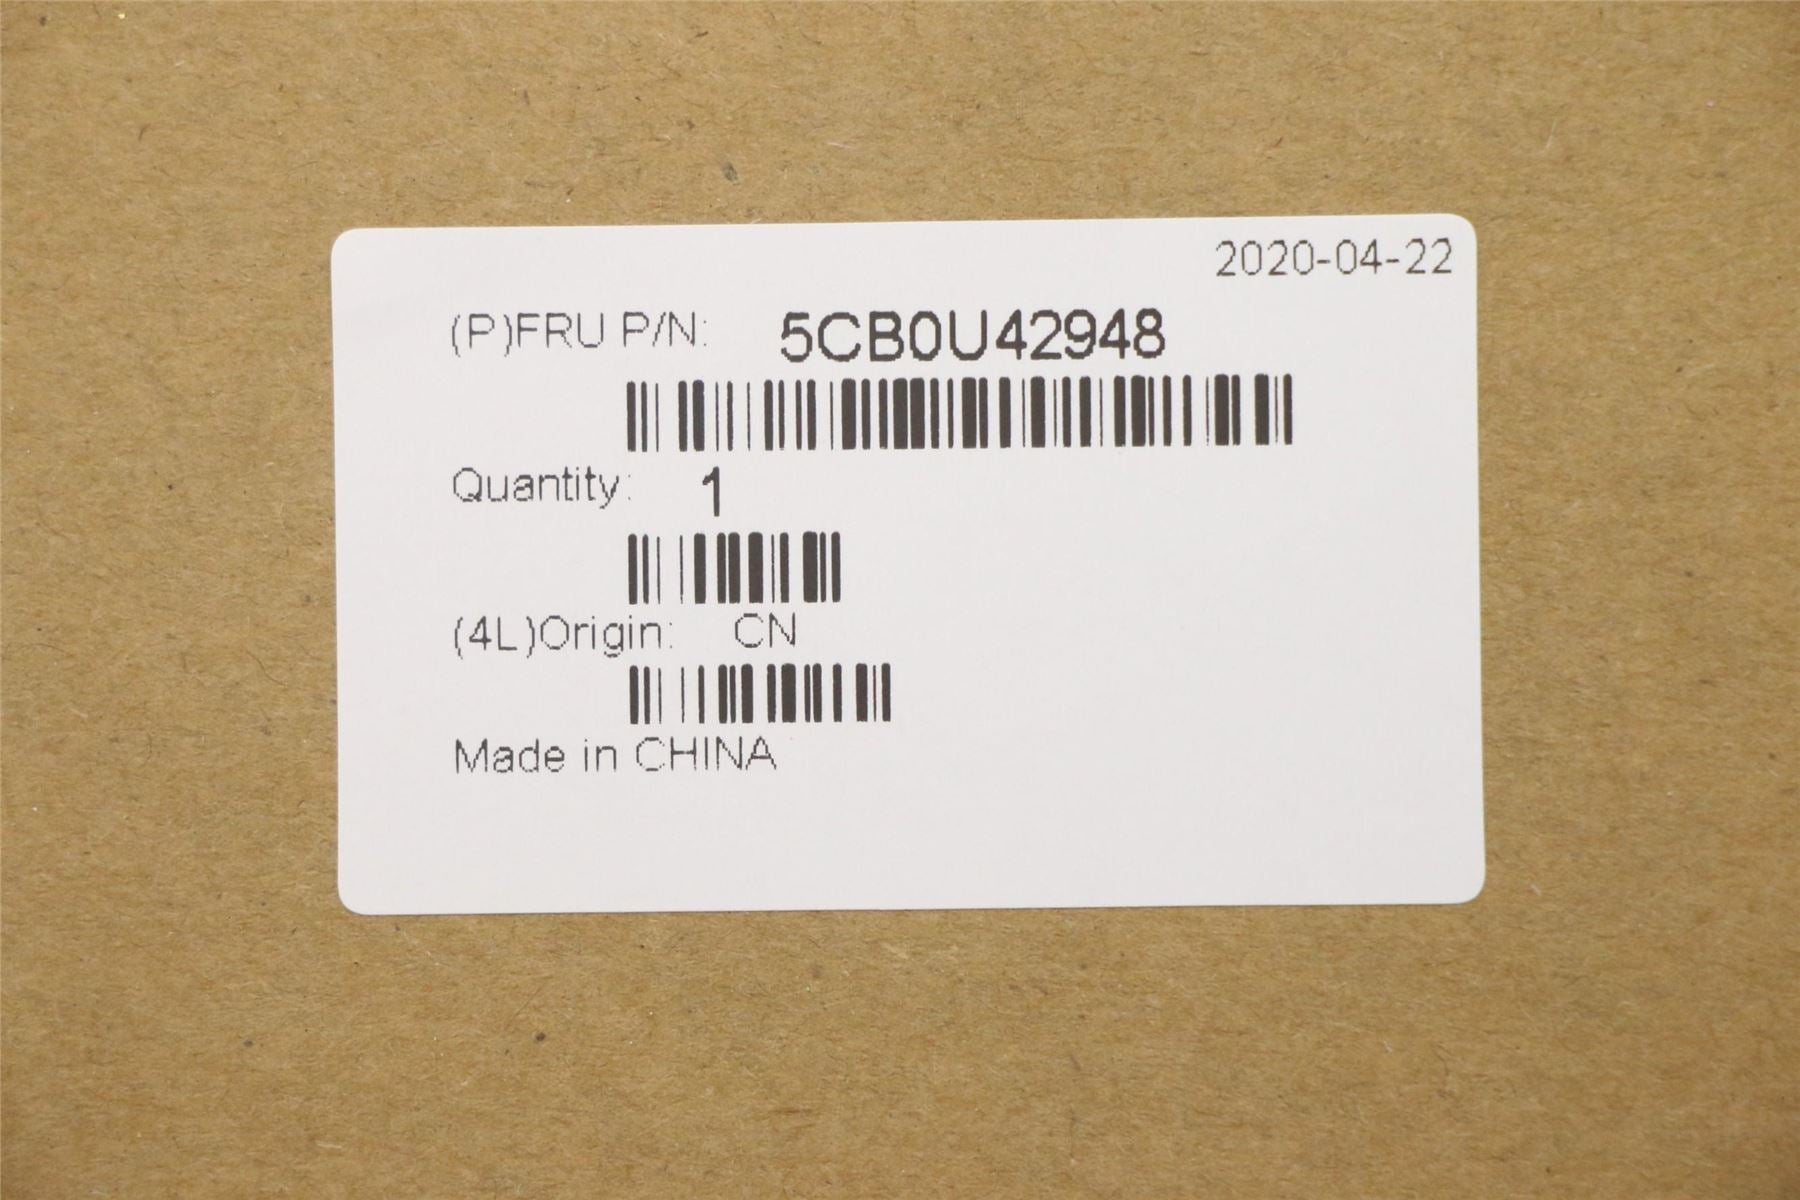 2020-04-22
(P)FRU P/N: 5CB0U42948
Quantity: 1
(4L)Origin: CN
Made in CHINA